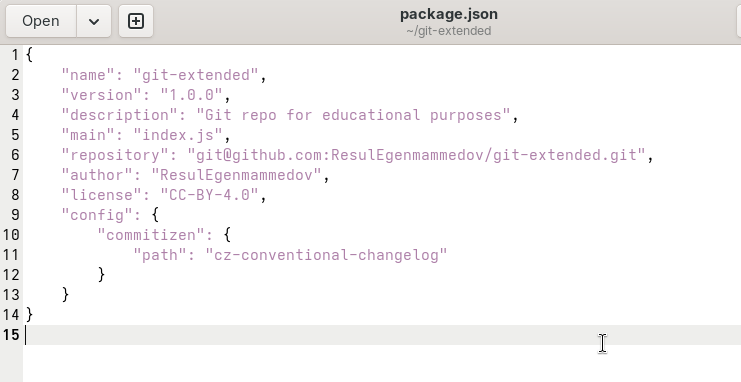 Open
package.json
~/git-extended
1 {
2     "name": "git-extended",
3     "version": "1.0.0",
4     "description": "Git repo for educational purposes",
5     "main": "index.js",
6     "repository": "git@github.com:ResulEgenmammedov/git-extended.git",
7     "author": "ResulEgenmammedov",
8     "license": "CC-BY-4.0",
9     "config": {
10         "commitizen": {
11             "path": "cz-conventional-changelog"
12         }
13     }
14 }
15